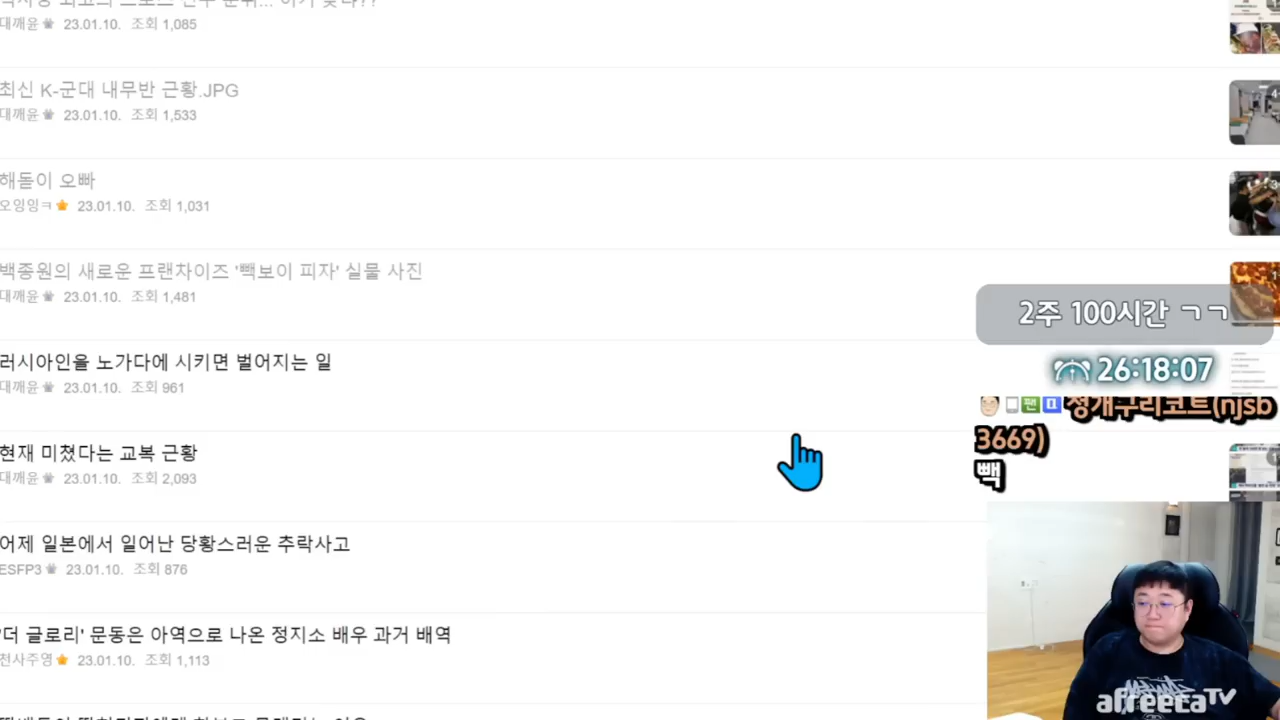 대깨윤 23.01.10. 조회 1,085
최신 K-군대 내무반 근황.JPG
대깨윤 23.01.10. 조회 1,533
해돌이 오빠
오잉잉ㅋ 23.01.10. 조회 1,031
백종원의 새로운 프랜차이즈 '빽보이 피자' 실물 사진
대깨윤 23.01.10. 조회 1,481
2주 100시간 ㄱㄱ
러시아인을 노가다에 시키면 벌어지는 일
26:18:07
대깨윤 23.01.10. 조회 961
팬 청개구리코트(njsb
3669)
현재 미쳤다는 교복 근황
빽
대깨윤 23.01.10. 조회 2,093
어제 일본에서 일어난 당황스러운 추락사고
ESFP3 23.01.10. 조회 876
'더 글로리' 문동은 아역으로 나온 정지소 배우 과거 배역
천사주영 23.01.10. 조회 1,113
afreecaTV